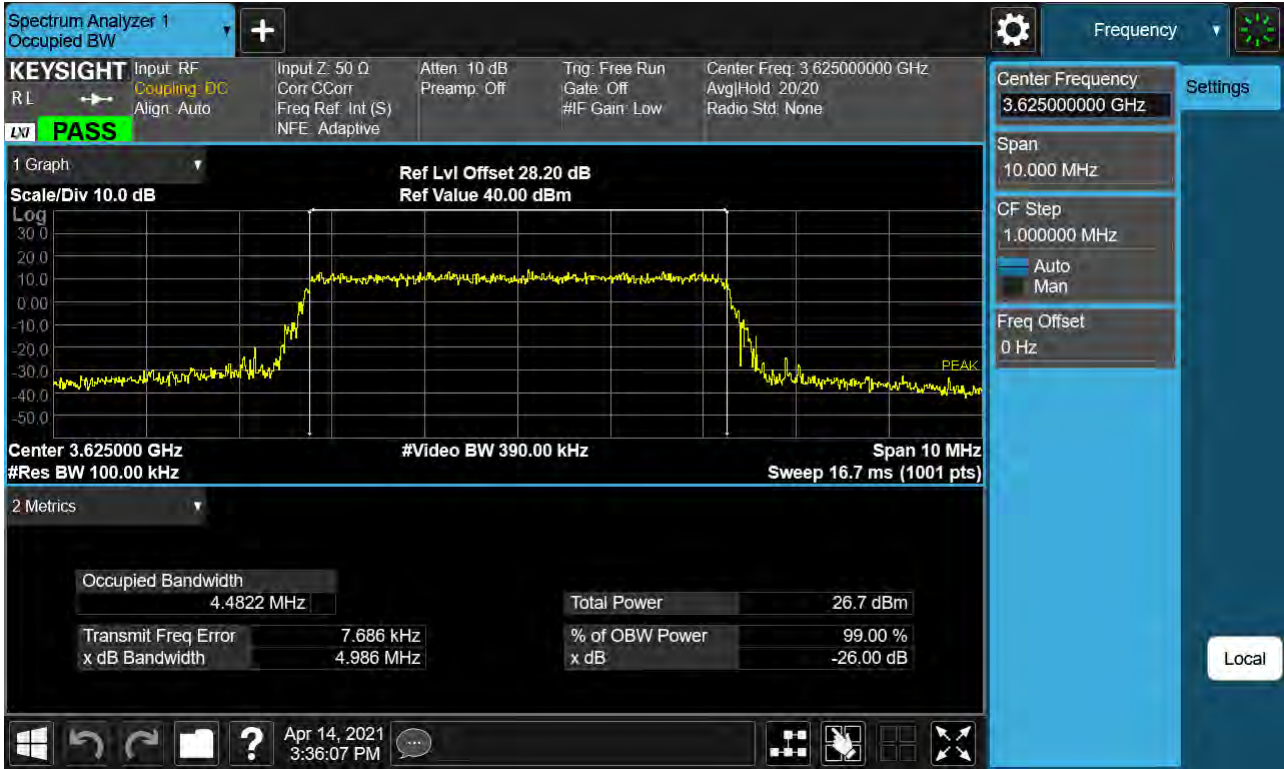 Spectrum Analyzer 1
Occupied BW
+
Frequency
KEYSIGHT
RL
LXI PASS
Input: RF
Coupling: DC
Align: Auto
Input Z: 50 Ω
Corr CCorr
Freq Ref: Int (S)
NFE: Adaptive
Atten: 10 dB
Preamp: Off
Trig: Free Run
Gate: Off
#IF Gain: Low
Center Freq: 3.625000000 GHz
Avg|Hold: 20/20
Radio Std: None
1 Graph
Scale/Div 10.0 dB
Ref Lvl Offset 28.20 dB
Ref Value 40.00 dBm
Log
30.0
20.0
10.0
0.00
-10.0
-20.0
-30.0
-40.0
-50.0
PEAK
Center 3.625000 GHz
#Video BW 390.00 kHz
Span 10 MHz
#Res BW 100.00 kHz
Sweep 16.7 ms (1001 pts)
2 Metrics
Occupied Bandwidth
4.4822 MHz
Total Power 26.7 dBm
Transmit Freq Error 7.686 kHz
% of OBW Power 99.00 %
x dB Bandwidth 4.986 MHz
x dB -26.00 dB
Center Frequency
3.625000000 GHz
Settings
Span
10.000 MHz
CF Step
1.000000 MHz
Auto
Man
Freq Offset
0 Hz
Local
?
Apr 14, 2021
3:36:07 PM